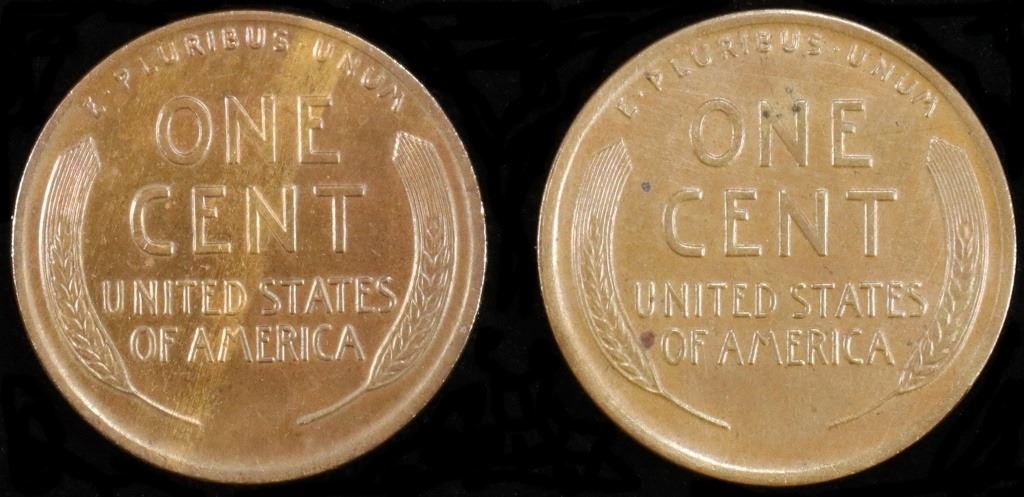 E · PLURIBUS · UNUM
ONE
CENT
UNITED STATES
OF AMERICA
E · PLURIBUS · UNUM
ONE
CENT
UNITED STATES
OF AMERICA